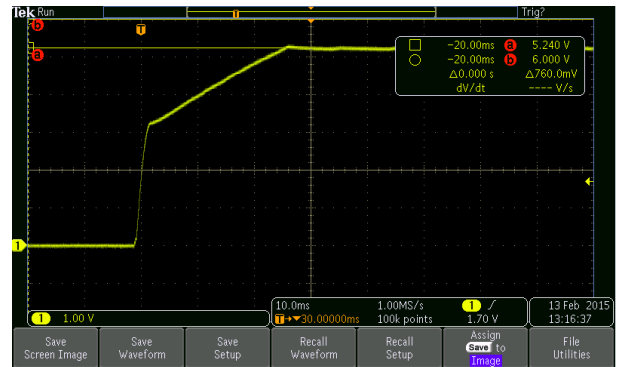 Tek Run Trig?
b
T
a
-20.00ms a 5.240 V
-20.00ms b 6.000 V
Δ0.000 s Δ760.0mV
dV/dt ---- V/s
1
10.0ms 1.00MS/s 1 13 Feb 2015
1 1.00 V T→▼30.00000ms 100k points 1.70 V 13:16:37
Save Screen Image
Save Waveform
Save Setup
Recall Waveform
Recall Setup
Assign Save to Image
File Utilities